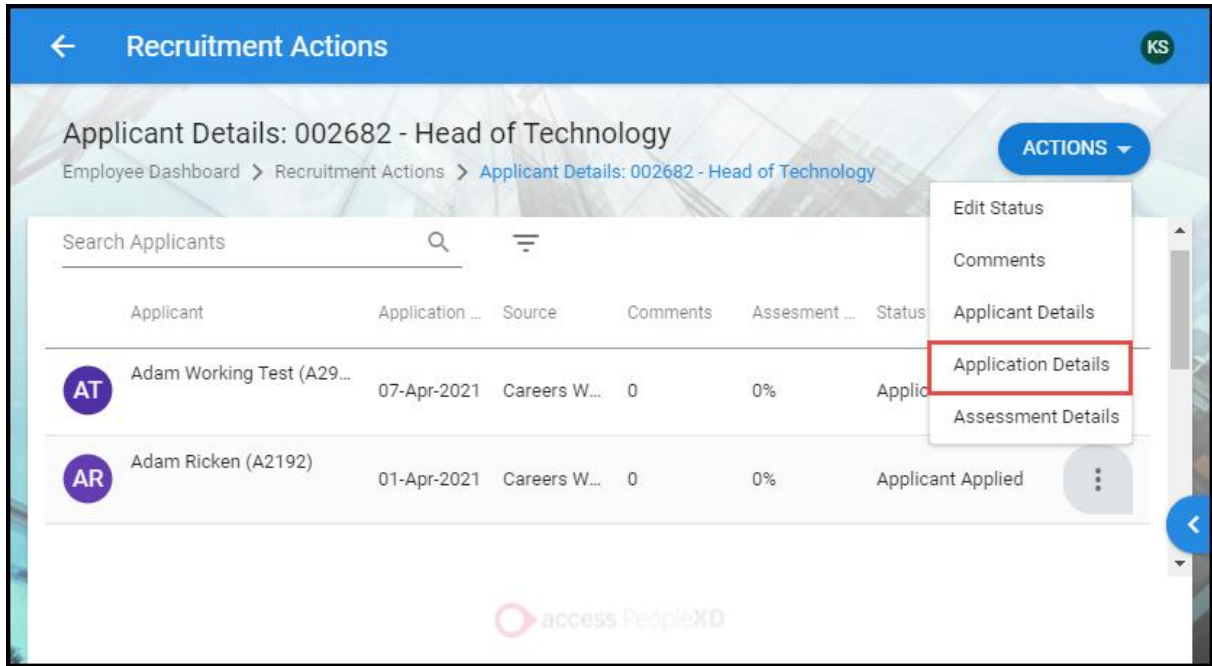 Recruitment Actions
KS
Applicant Details: 002682 - Head of Technology
ACTIONS
Employee Dashboard > Recruitment Actions > Applicant Details: 002682 - Head of Technology
Edit Status
Comments
Applicant Details
Application Details
Assessment Details
Search Applicants
Applicant Application ... Source Comments Assesment ... Status
AT Adam Working Test (A29... 07-Apr-2021 Careers W... 0 0% Applic
AR Adam Ricken (A2192) 01-Apr-2021 Careers W... 0 0% Applicant Applied
access PeopleXD